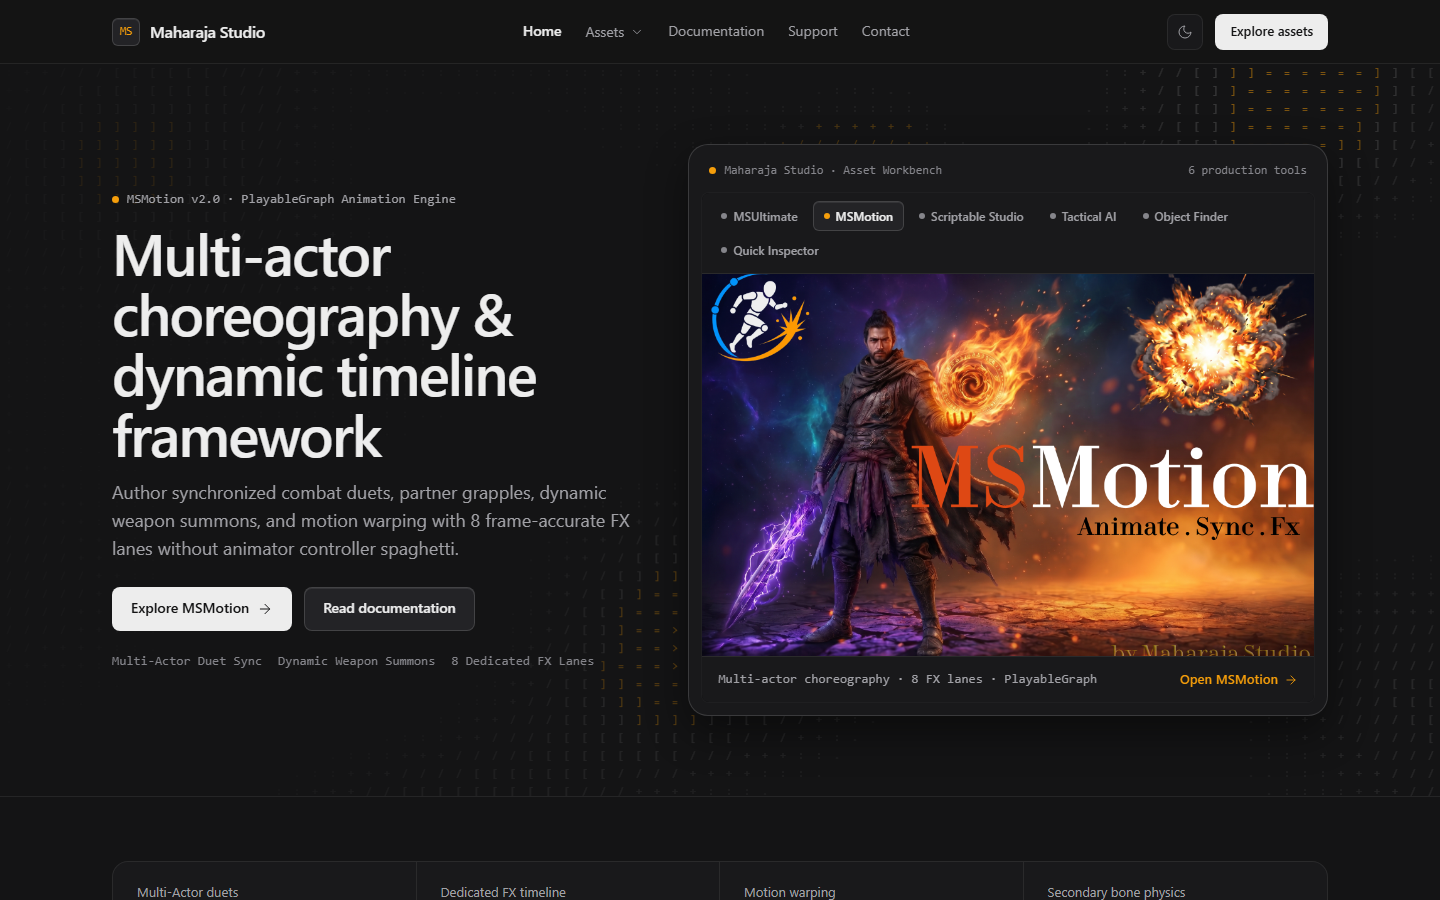 MS Maharaja Studio
Home Assets Documentation Support Contact
Explore assets
MSMotion v2.0 · PlayableGraph Animation Engine
Multi-actor
choreography &
dynamic timeline
framework
Author synchronized combat duets, partner grapples, dynamic
weapon summons, and motion warping with 8 frame-accurate FX
lanes without animator controller spaghetti.
Explore MSMotion →
Read documentation
Multi-Actor Duet Sync Dynamic Weapon Summons 8 Dedicated FX Lanes
Maharaja Studio · Asset Workbench
6 production tools
MSUltimate MSMotion Scriptable Studio Tactical AI Object Finder
Quick Inspector
MSMotion
Animate . Sync . Fx
by Maharaja Studio
Multi-actor choreography · 8 FX lanes · PlayableGraph
Open MSMotion →
Multi-Actor duets
Dedicated FX timeline
Motion warping
Secondary bone physics